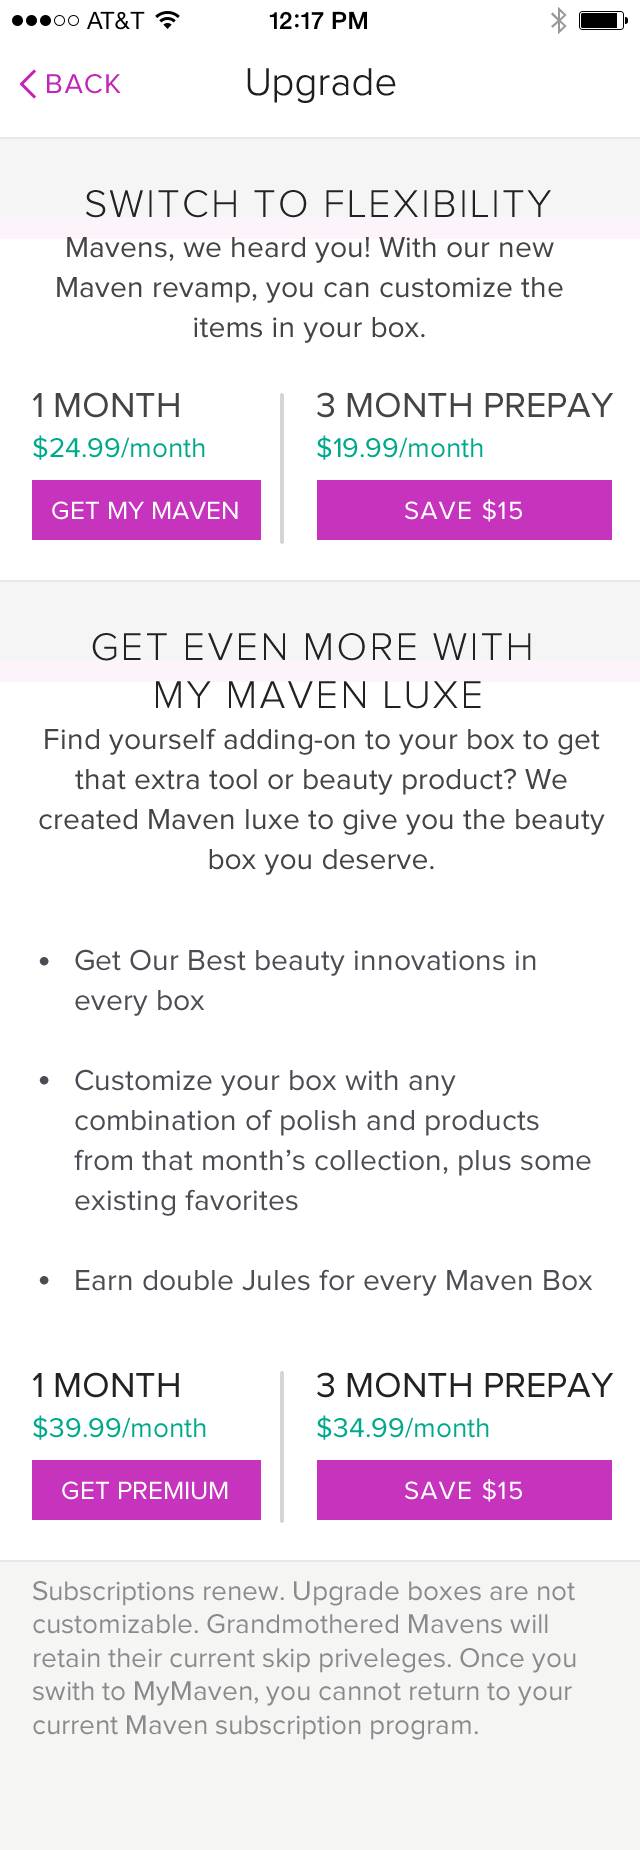 AT&T 12:17 PM
BACK Upgrade
SWITCH TO FLEXIBILITY
Mavens, we heard you! With our new
Maven revamp, you can customize the
items in your box.
1 MONTH 3 MONTH PREPAY
$24.99/month $19.99/month
GET MY MAVEN SAVE $15
GET EVEN MORE WITH
MY MAVEN LUXE
Find yourself adding-on to your box to get
that extra tool or beauty product? We
created Maven luxe to give you the beauty
box you deserve.
• Get Our Best beauty innovations in
every box
• Customize your box with any
combination of polish and products
from that month’s collection, plus some
existing favorites
• Earn double Jules for every Maven Box
1 MONTH 3 MONTH PREPAY
$39.99/month $34.99/month
GET PREMIUM SAVE $15
Subscriptions renew. Upgrade boxes are not
customizable. Grandmothered Mavens will
retain their current skip priveleges. Once you
swith to MyMaven, you cannot return to your
current Maven subscription program.